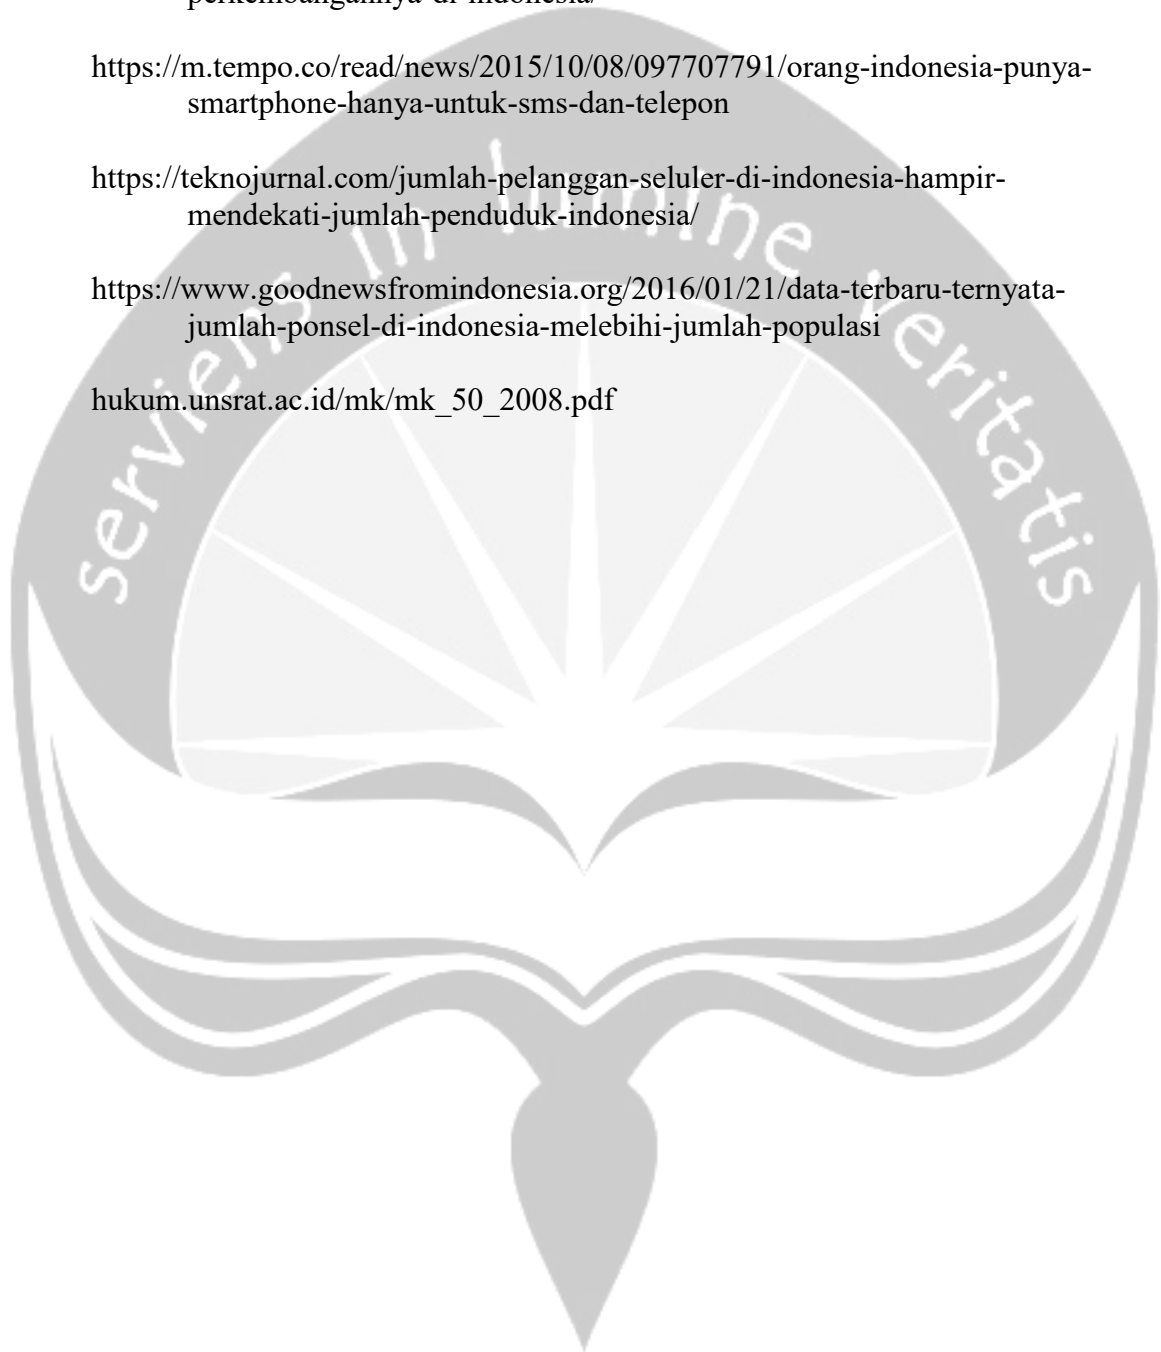 perkembangannya-di-indonesia/
https://m.tempo.co/read/news/2015/10/08/097707791/orang-indonesia-punya-
smartphone-hanya-untuk-sms-dan-telepon
https://teknojurnal.com/jumlah-pelanggan-seluler-di-indonesia-hampir-
mendekati-jumlah-penduduk-indonesia/
https://www.goodnewsfromindonesia.org/2016/01/21/data-terbaru-ternyata-
jumlah-ponsel-di-indonesia-melebihi-jumlah-populasi
hukum.unsrat.ac.id/mk/mk_50_2008.pdf
serviens in lumine veritatis